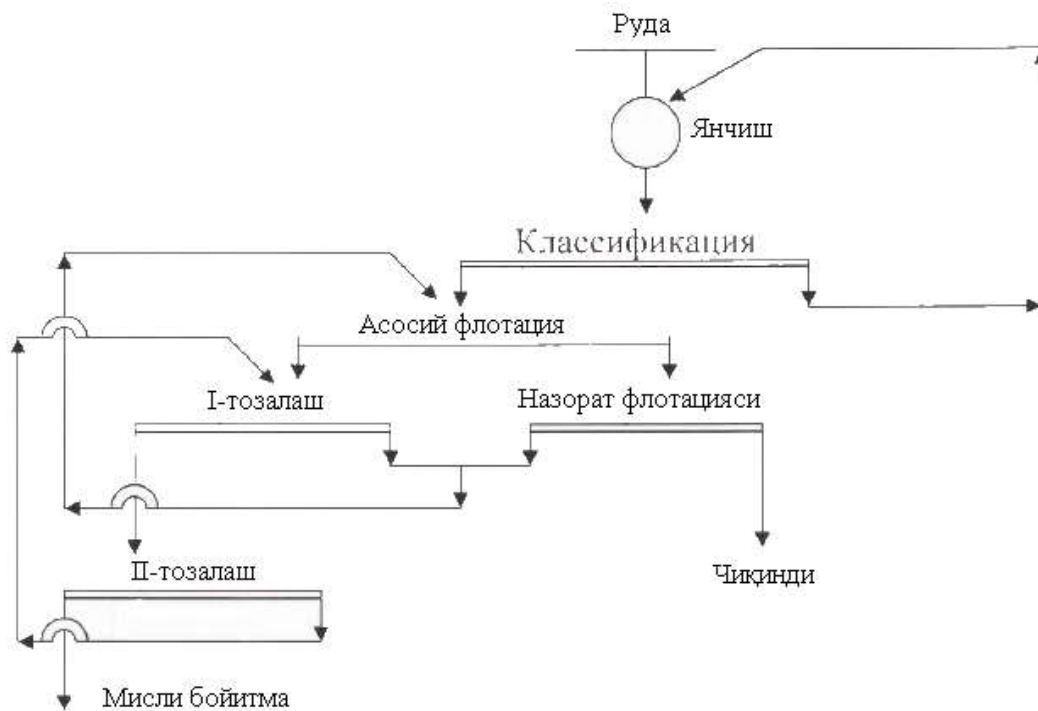 Руда
Янчиш
Классификация
Асосий флотация
I-тозалаш
Назорат флотацияси
II-тозалаш
Чиқинди
Мисли бойитма